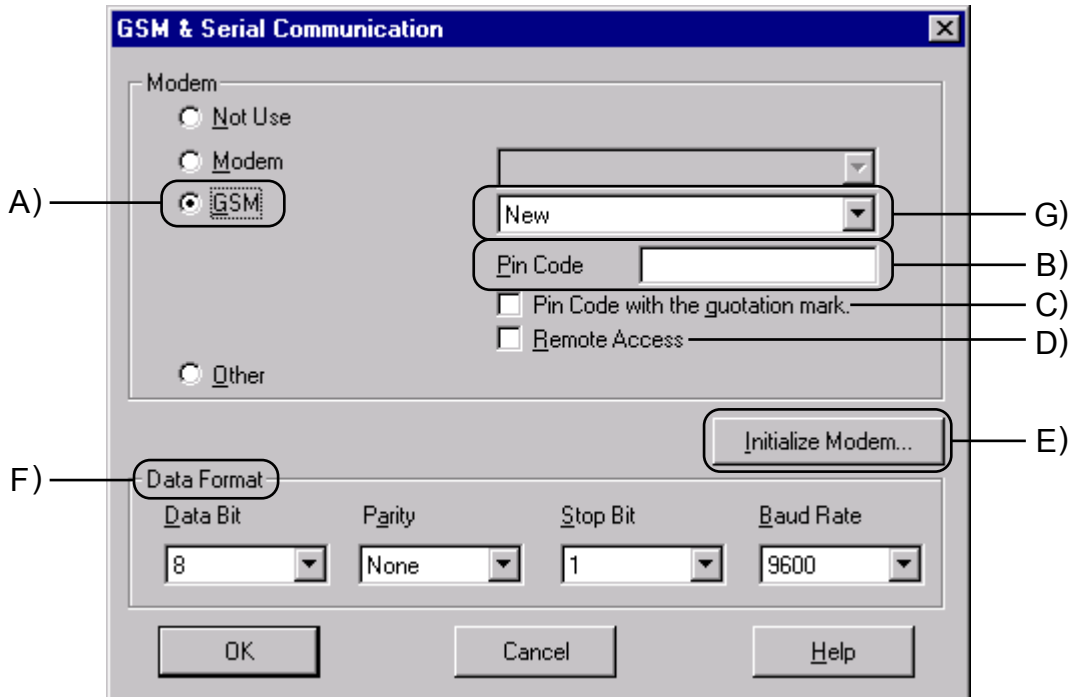 GSM & Serial Communication
Modem
Not Use
Modem
A)
GSM
New
G)
Pin Code
B)
Pin Code with the guotation mark.
C)
Remote Access
D)
Other
Initialize Modem...
E)
F)
Data Format
Data Bit Parity Stop Bit Baud Rate
8 None 1 9600
OK Cancel Help